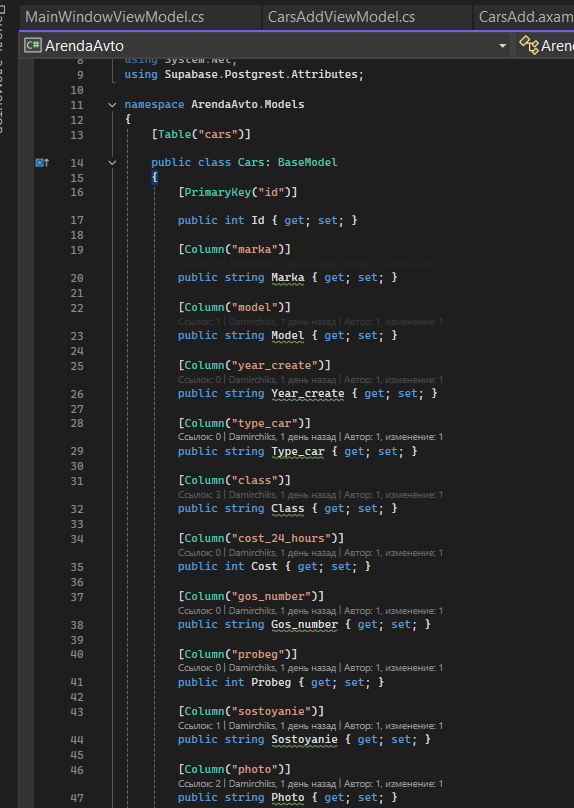 MainWindowViewModel.cs CarsAddViewModel.cs CarsAdd.axam
C# ArendaAvto Aren
8 using System.Net;
9 using Supabase.Postgrest.Attributes;
10
11 namespace ArendaAvto.Models
12 {
13 [Table("cars")]
14 public class Cars: BaseModel
15 {
16 [PrimaryKey("id")]
17 public int Id { get; set; }
18
19 [Column("marka")]
20 public string Marka { get; set; }
21
22 [Column("model")]
Ссылок: 1 | Damirchiks, 1 день назад | Автор: 1, изменение: 1
23 public string Model { get; set; }
24
25 [Column("year_create")]
Ссылок: 0 | Damirchiks, 1 день назад | Автор: 1, изменение: 1
26 public string Year_create { get; set; }
27
28 [Column("type_car")]
Ссылок: 0 | Damirchiks, 1 день назад | Автор: 1, изменение: 1
29 public string Type_car { get; set; }
30
31 [Column("class")]
Ссылок: 3 | Damirchiks, 1 день назад | Автор: 1, изменение: 1
32 public string Class { get; set; }
33
34 [Column("cost_24_hours")]
Ссылок: 0 | Damirchiks, 1 день назад | Автор: 1, изменение: 1
35 public int Cost { get; set; }
36
37 [Column("gos_number")]
Ссылок: 0 | Damirchiks, 1 день назад | Автор: 1, изменение: 1
38 public string Gos_number { get; set; }
39
40 [Column("probeg")]
Ссылок: 0 | Damirchiks, 1 день назад | Автор: 1, изменение: 1
41 public int Probeg { get; set; }
42
43 [Column("sostoyanie")]
Ссылок: 1 | Damirchiks, 1 день назад | Автор: 1, изменение: 1
44 public string Sostoyanie { get; set; }
45
46 [Column("photo")]
Ссылок: 2 | Damirchiks, 1 день назад | Автор: 1, изменение: 1
47 public string Photo { get; set; }